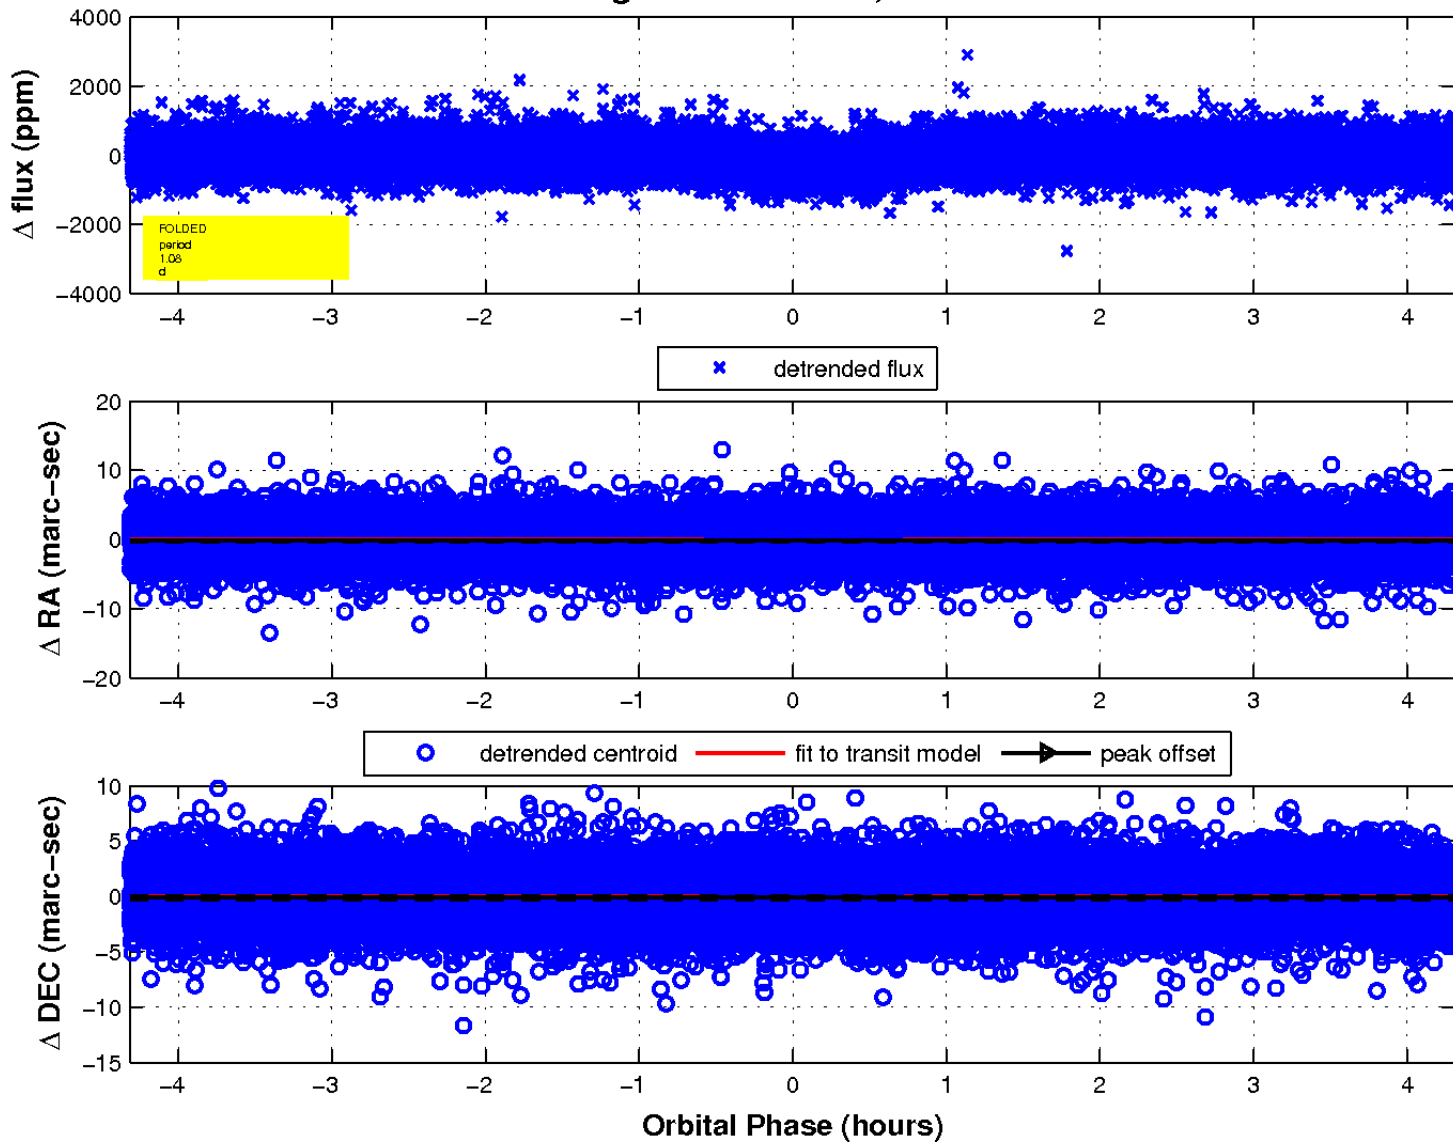 4000
2000
0
−2000
−4000
Δ flux (ppm)
FOLDED
period
1.08
d
−4 −3 −2 −1 0 1 2 3 4
detrended flux
20
10
0
−10
−20
Δ RA (marc−sec)
−4 −3 −2 −1 0 1 2 3 4
detrended centroid fit to transit model peak offset
10
5
0
−5
−10
−15
Δ DEC (marc−sec)
−4 −3 −2 −1 0 1 2 3 4
Orbital Phase (hours)